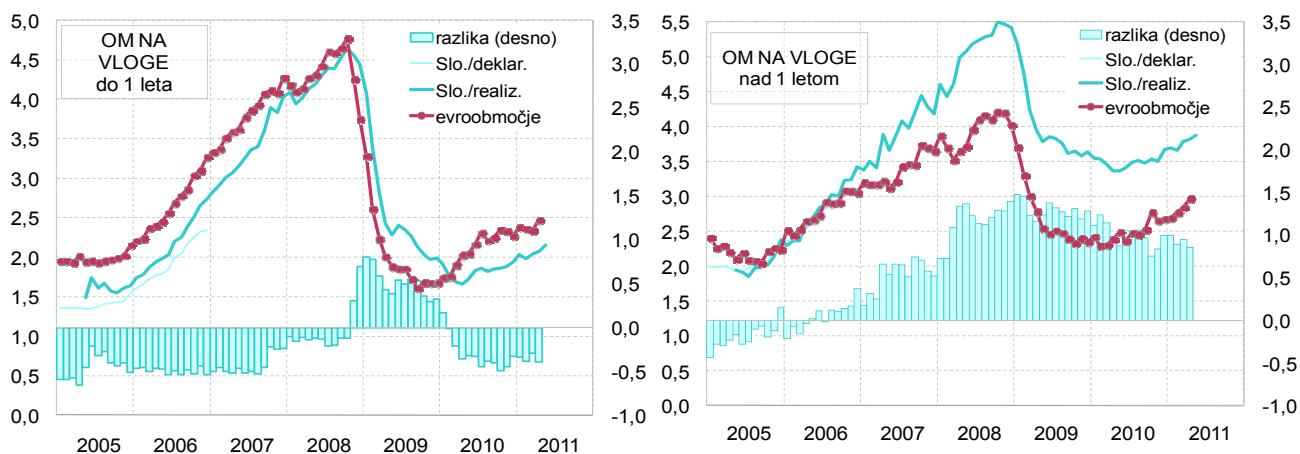 OM NA
VLOGE
do 1 leta
razlika (desno)
Slo./deklar.
Slo./realiz.
evroobmočje
5,0
4,5
4,0
3,5
3,0
2,5
2,0
1,5
1,0
0,5
0,0
3,5
3,0
2,5
2,0
1,5
1,0
0,5
0,0
-0,5
-1,0
2005 2006 2007 2008 2009 2010 2011
OM NA VLOGE
nad 1 letom
razlika (desno)
Slo./deklar.
Slo./realiz.
evroobmočje
5,5
5,0
4,5
4,0
3,5
3,0
2,5
2,0
1,5
1,0
0,5
0,0
3,5
3,0
2,5
2,0
1,5
1,0
0,5
0,0
-0,5
-1,0
2005 2006 2007 2008 2009 2010 2011